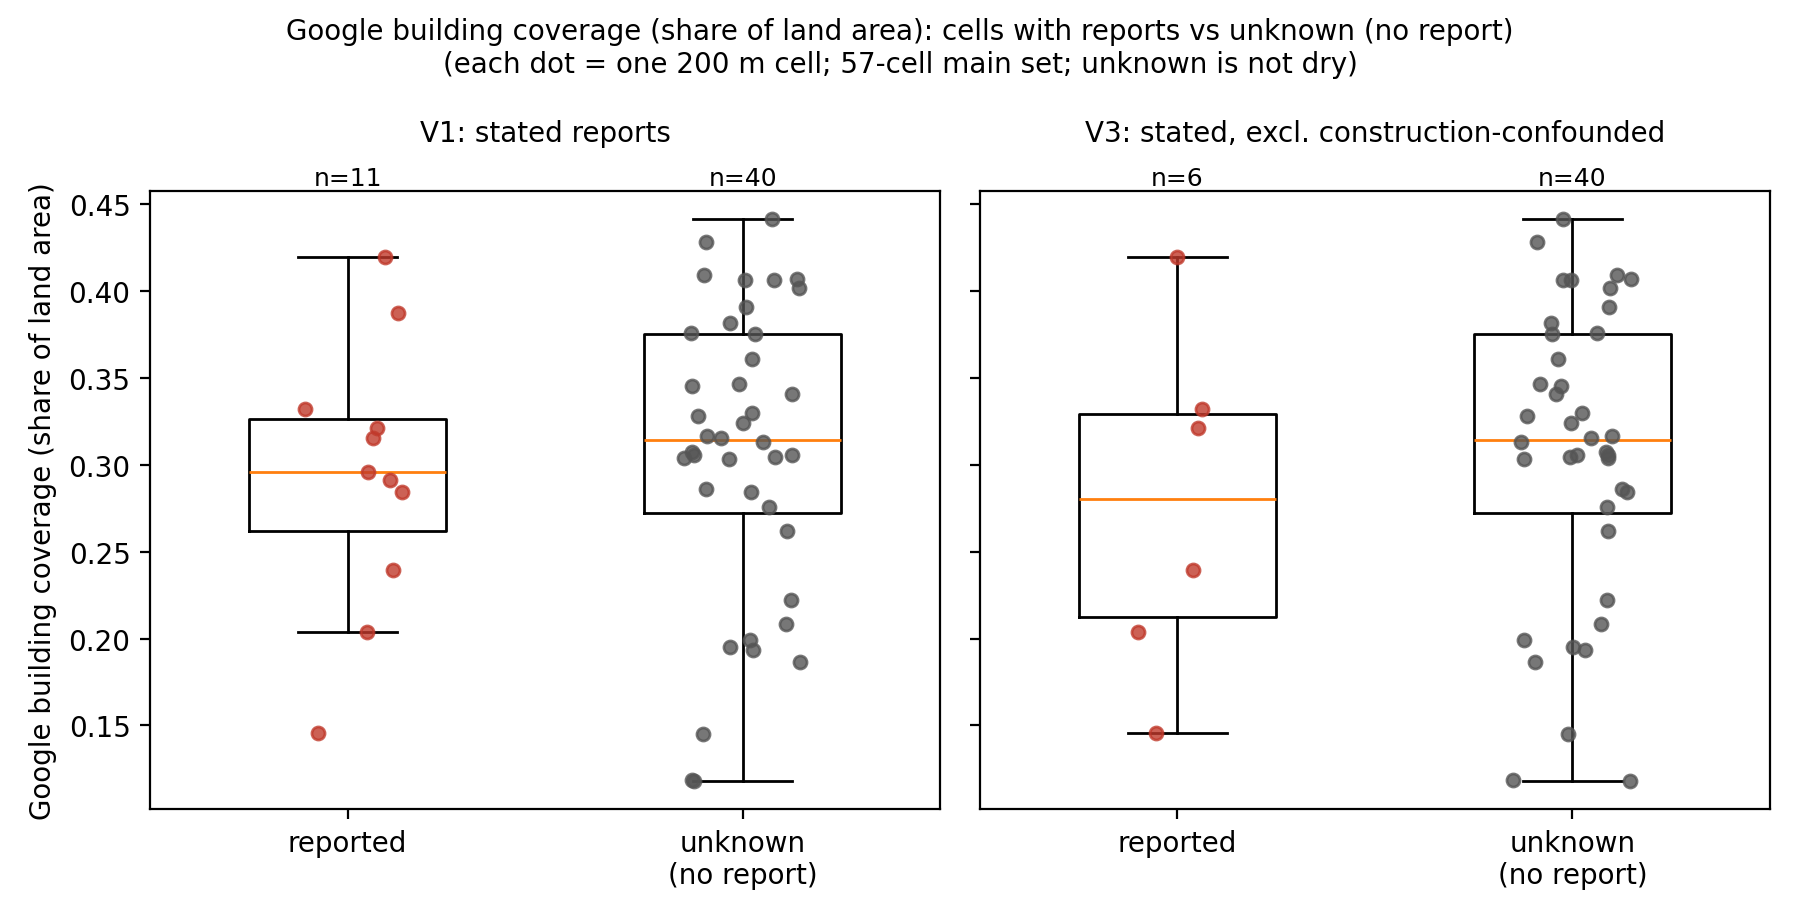 Google building coverage (share of land area): cells with reports vs unknown (no report)
(each dot = one 200 m cell; 57-cell main set; unknown is not dry)
V1: stated reports
V3: stated, excl. construction-confounded
n=11
n=40
n=6
n=40
Google building coverage (share of land area)
0.45
0.40
0.35
0.30
0.25
0.20
0.15
reported
unknown
(no report)
reported
unknown
(no report)